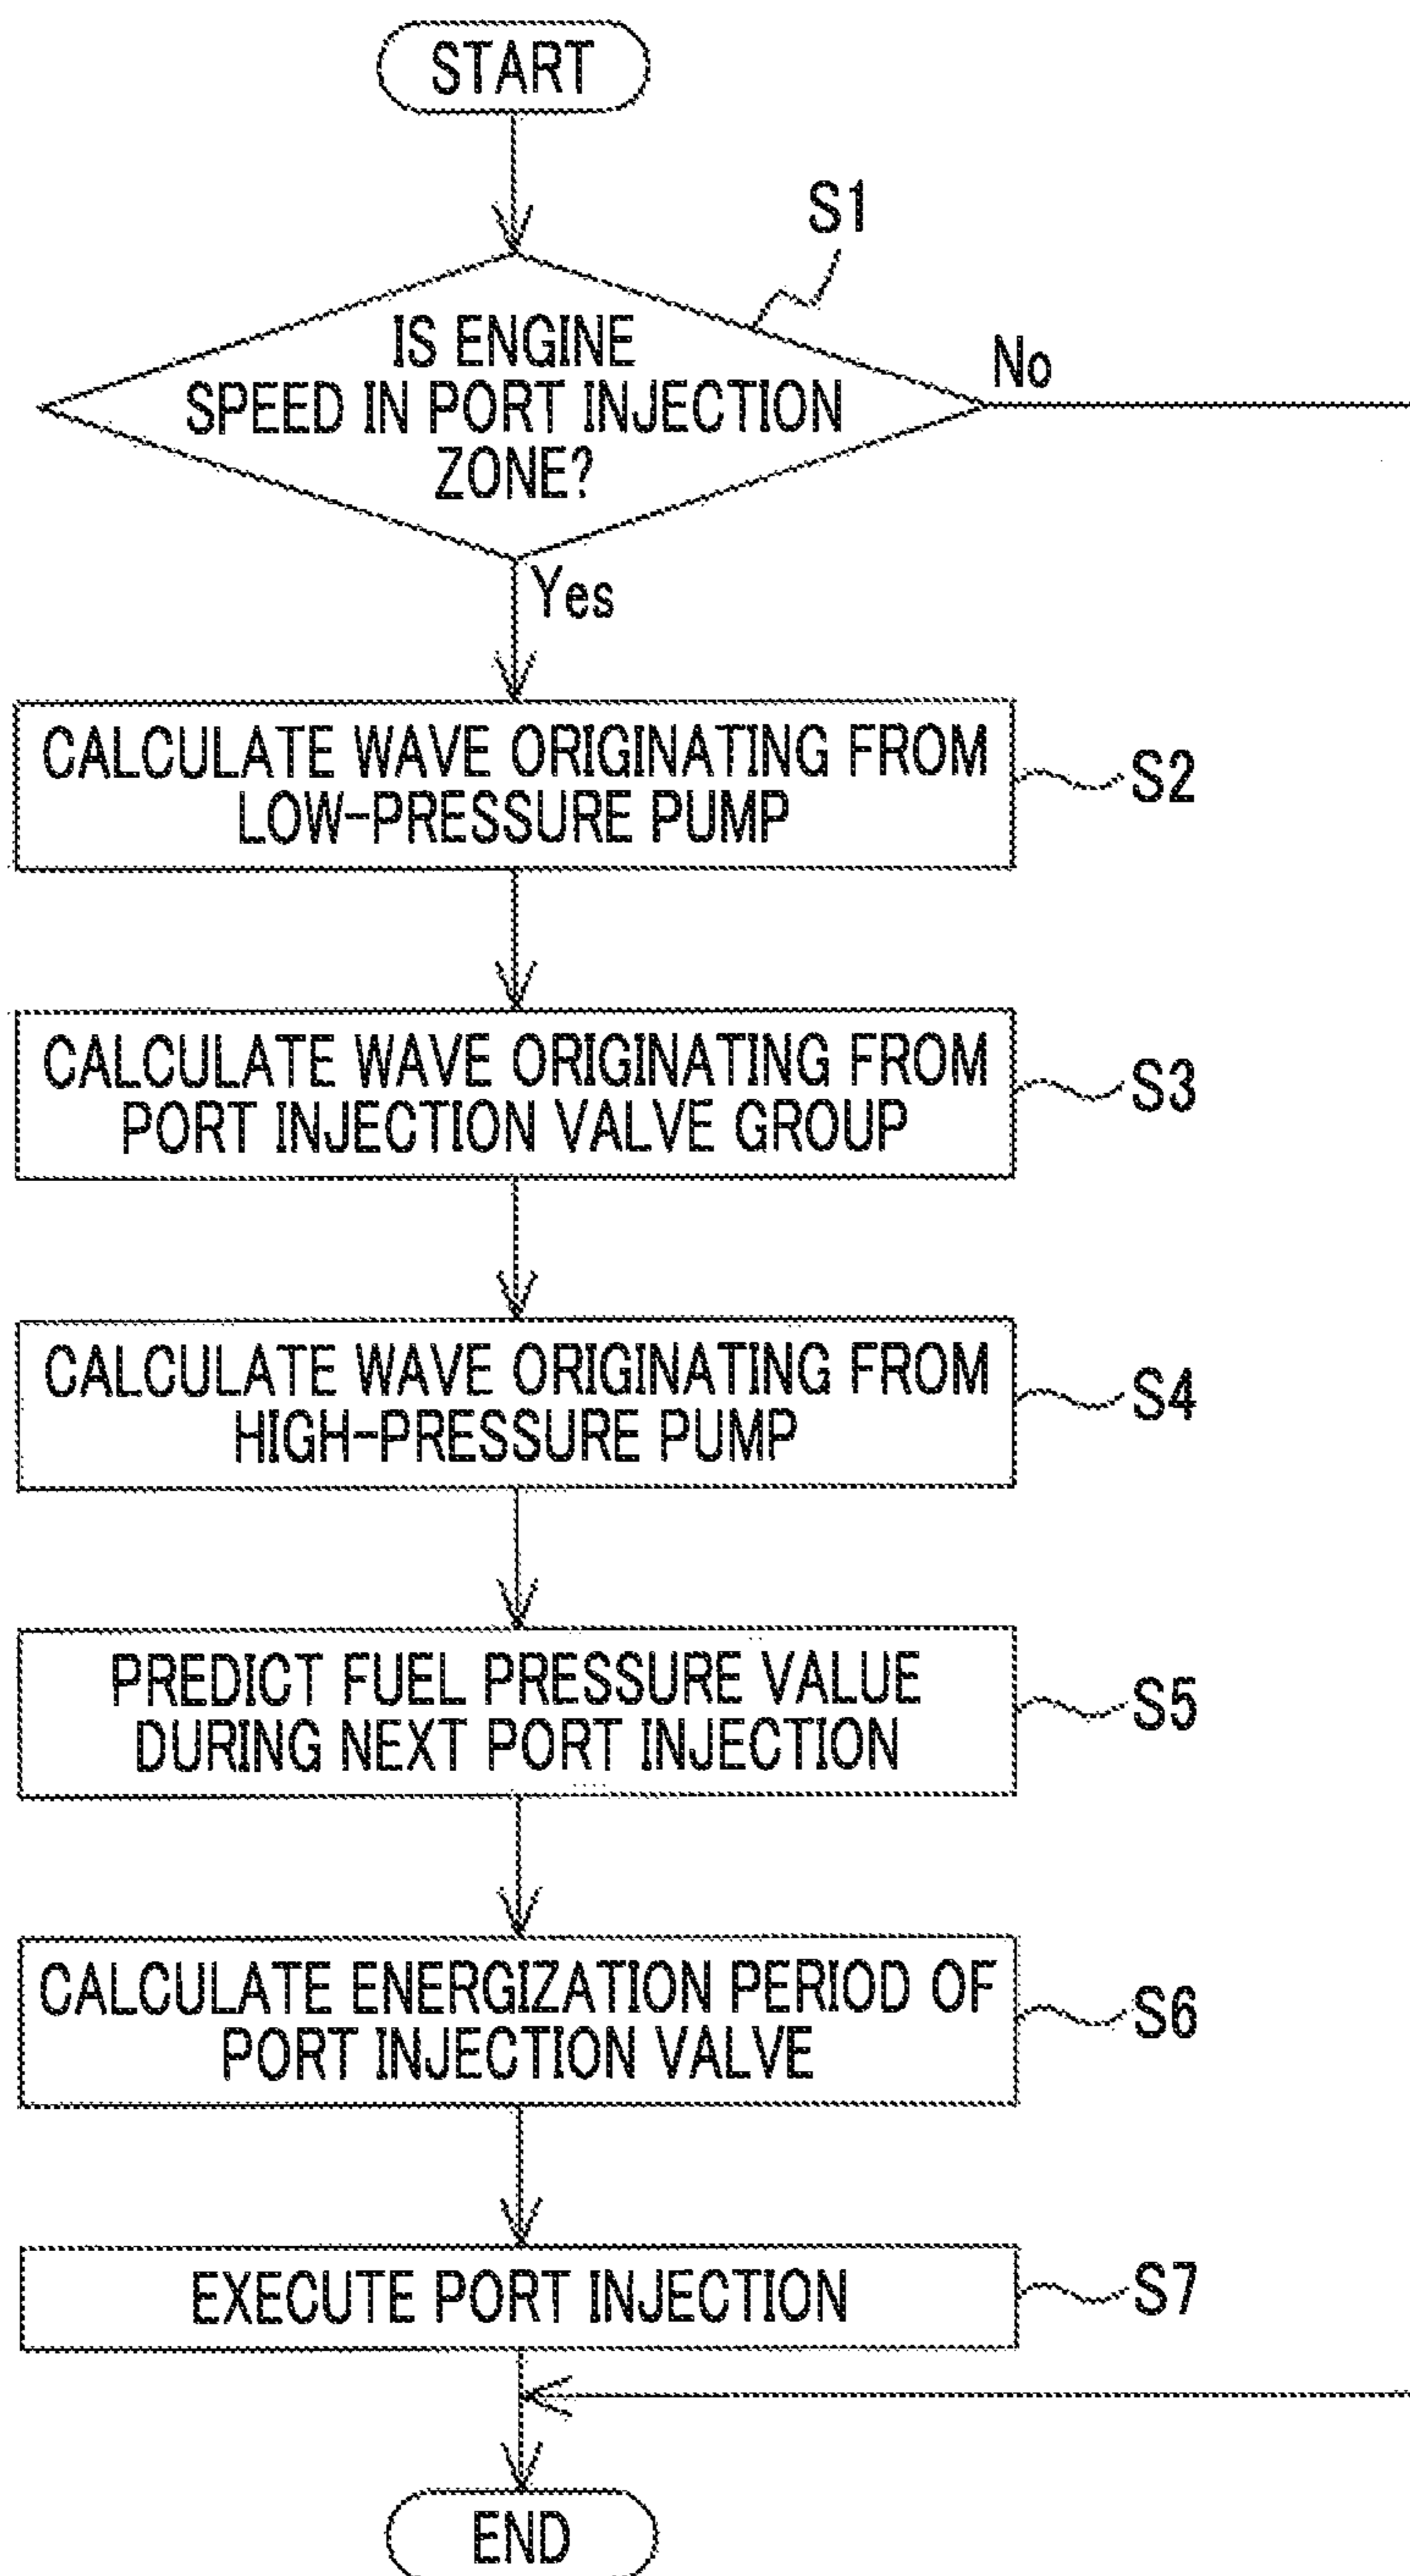 START
S1
IS ENGINE
SPEED IN PORT INJECTION
ZONE?
No
Yes
CALCULATE WAVE ORIGINATING FROM
LOW-PRESSURE PUMP
S2
CALCULATE WAVE ORIGINATING FROM
PORT INJECTION VALVE GROUP
S3
CALCULATE WAVE ORIGINATING FROM
HIGH-PRESSURE PUMP
S4
PREDICT FUEL PRESSURE VALUE
DURING NEXT PORT INJECTION
S5
CALCULATE ENERGIZATION PERIOD OF
PORT INJECTION VALVE
S6
EXECUTE PORT INJECTION
S7
END